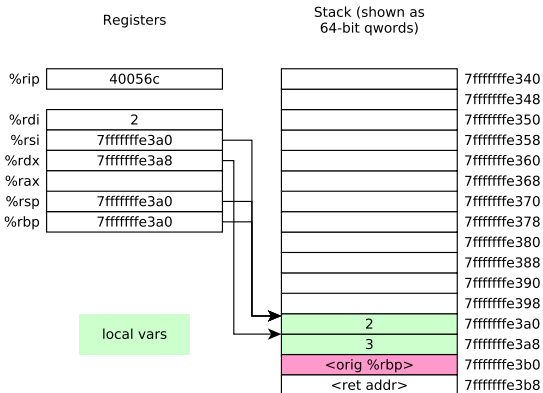 Registers
Stack (shown as
64-bit qwords)
%rip 40056c
%rdi 2
%rsi 7fffffffe3a0
%rdx 7fffffffe3a8
%rax
%rsp 7fffffffe3a0
%rbp 7fffffffe3a0
7fffffffe340
7fffffffe348
7fffffffe350
7fffffffe358
7fffffffe360
7fffffffe368
7fffffffe370
7fffffffe378
7fffffffe380
7fffffffe388
7fffffffe390
7fffffffe398
2 7fffffffe3a0
3 7fffffffe3a8
<orig %rbp> 7fffffffe3b0
<ret addr> 7fffffffe3b8
local vars